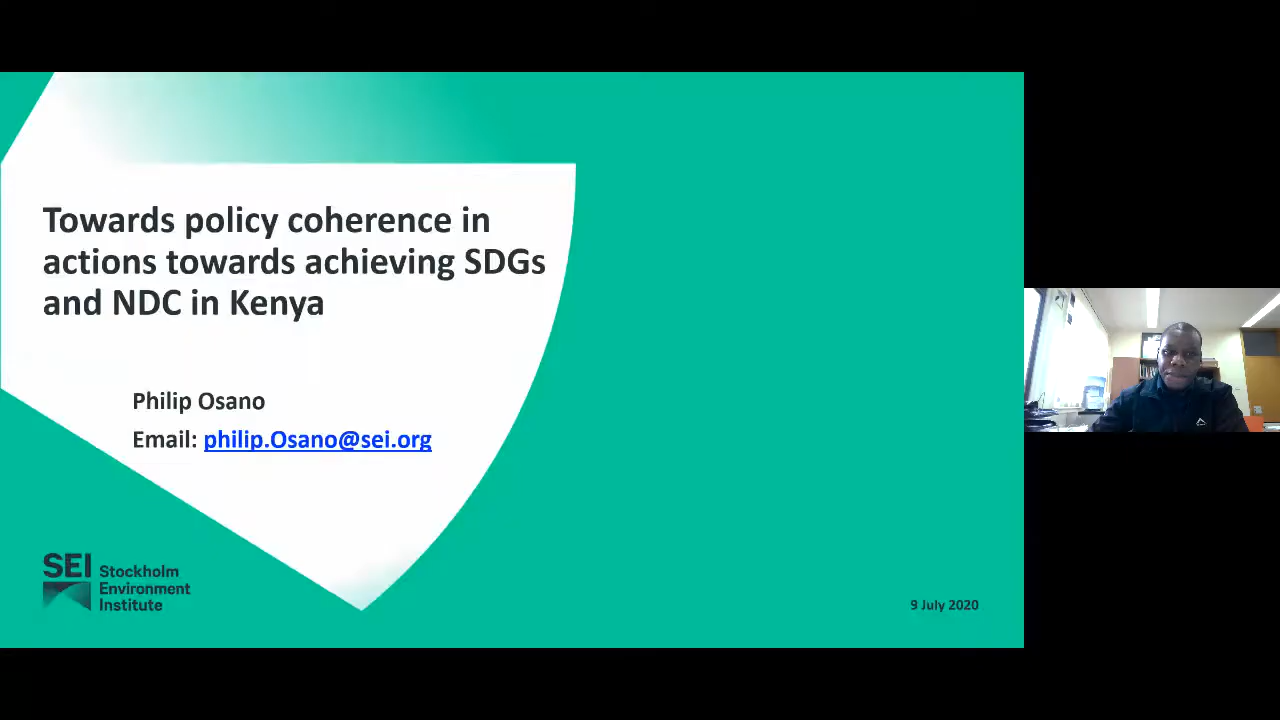 Towards policy coherence in
actions towards achieving SDGs
and NDC in Kenya
Philip Osano
Email: philip.Osano@sei.org
SEI
Stockholm
Environment
Institute
9 July 2020